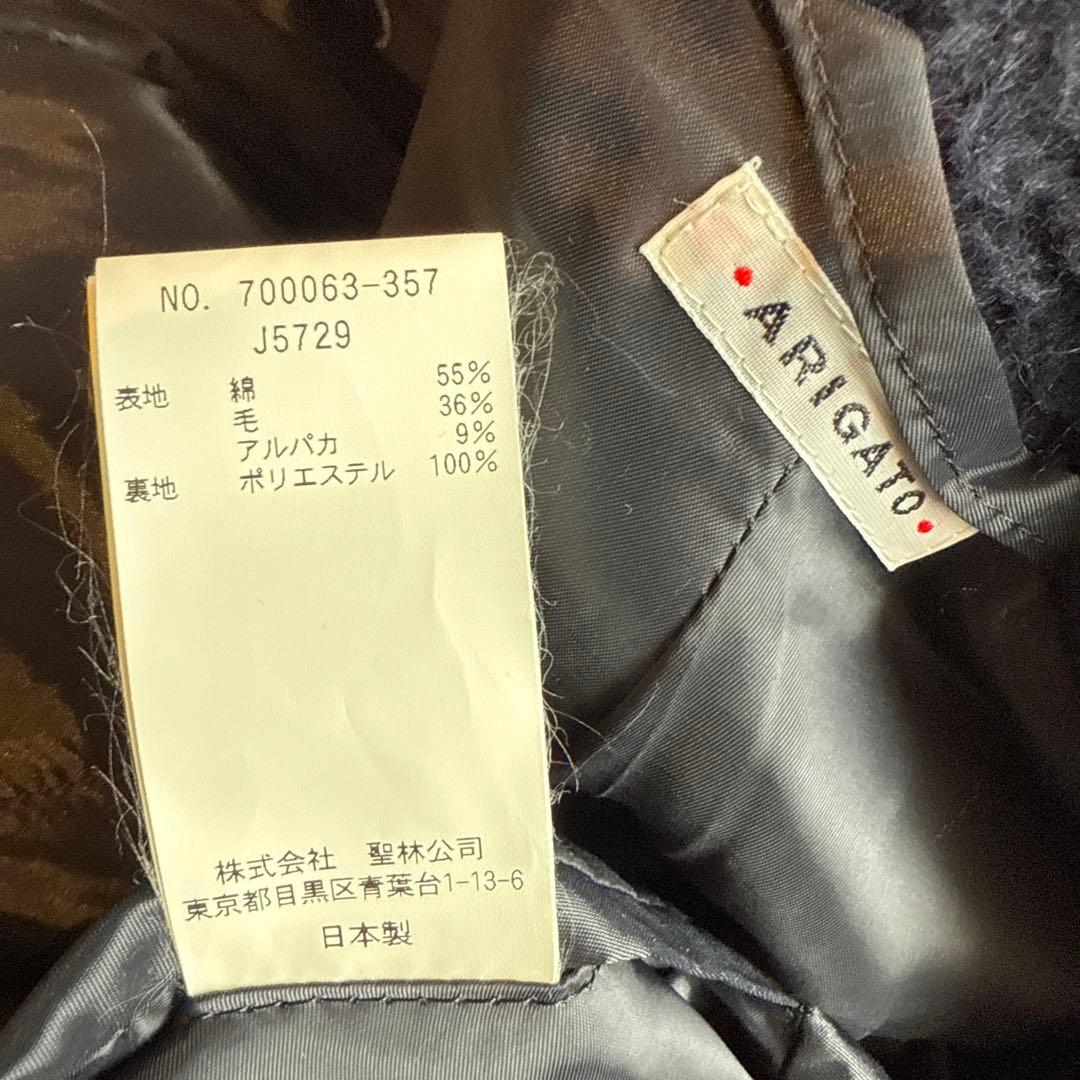 NO. 700063-357
J5729
表地 綿 55%
毛 36%
アルパカ 9%
裏地 ポリエステル 100%
株式会社 聖林公司
東京都目黒区青葉台1-13-6
日本製
•ARIGATO•